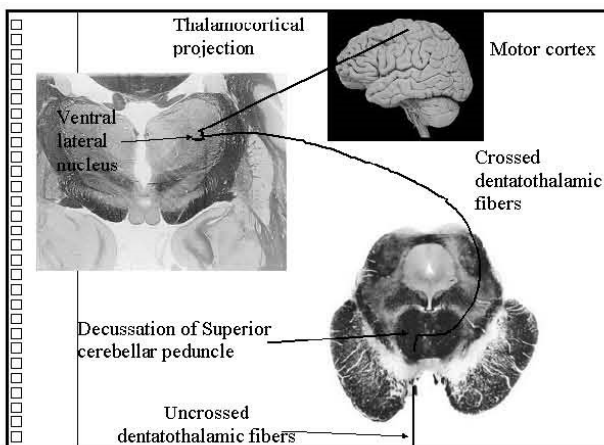 Thalamocortical
projection
Motor cortex
Ventral
lateral
nucleus
Crossed
dentatothalamic
fibers
Decussation of Superior
cerebellar peduncle
Uncrossed
dentatothalamic fibers